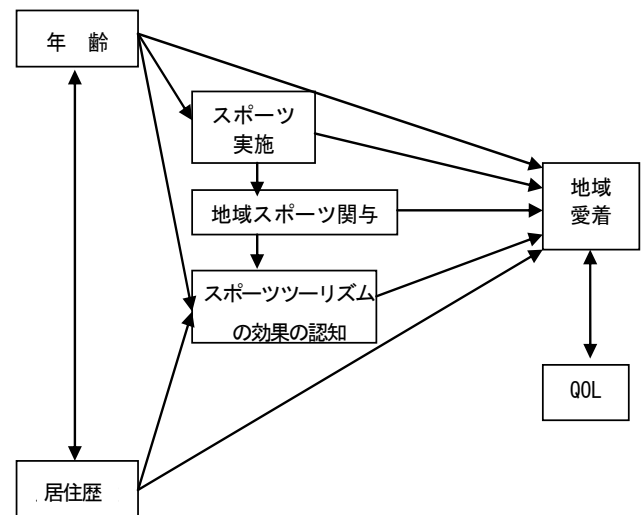 年　齢
スポーツ
実施
地域
愛着
地域スポーツ関与
スポーツツーリズム
の効果の認知
QOL
居住歴